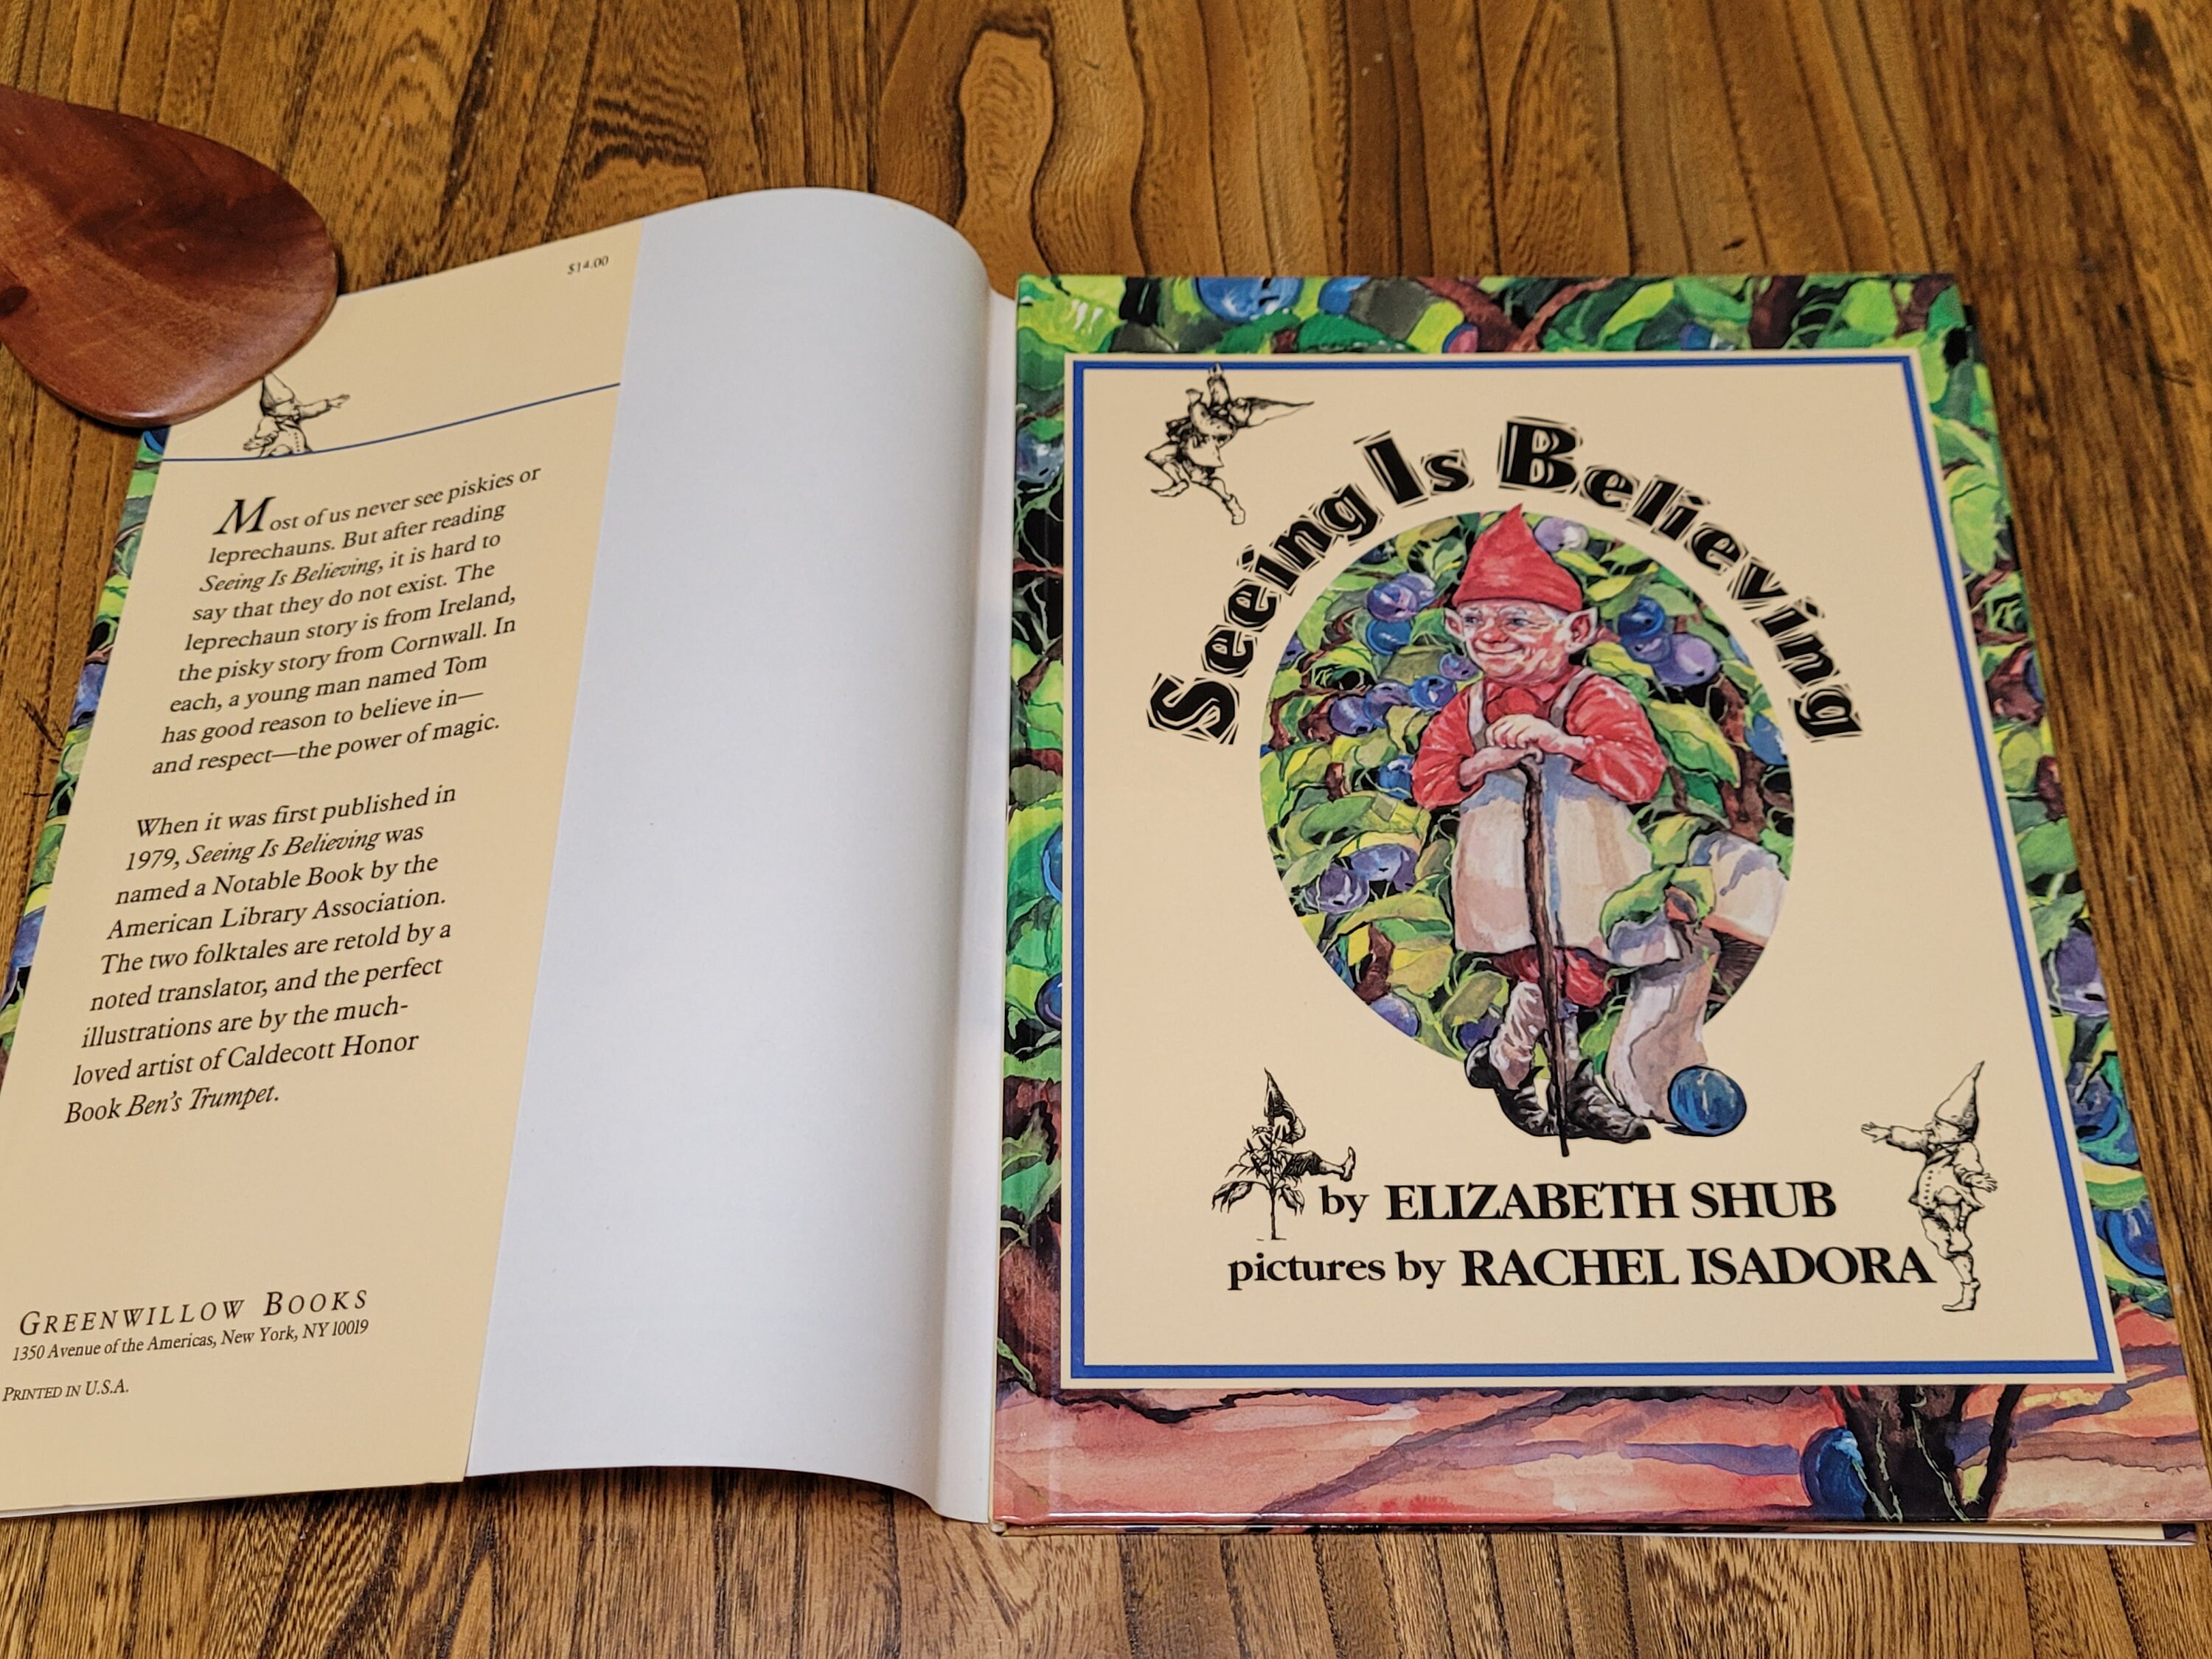 $14.00
Most of us never see piskies or
leprechauns. But after reading
Seeing Is Believing, it is hard to
say that they do not exist. The
leprechaun story is from Ireland,
the pisky story from Cornwall. In
each, a young man named Tom
has good reason to believe in—
and respect—the power of magic.
When it was first published in
1979, Seeing Is Believing was
named a Notable Book by the
American Library Association.
The two folktales are retold by a
noted translator, and the perfect
illustrations are by the much-
loved artist of Caldecott Honor
Book Ben's Trumpet.
GREENWILLOW BOOKS
1350 Avenue of the Americas, New York, NY 10019
PRINTED IN U.S.A.
Seeing Is Believing
by ELIZABETH SHUB
pictures by RACHEL ISADORA